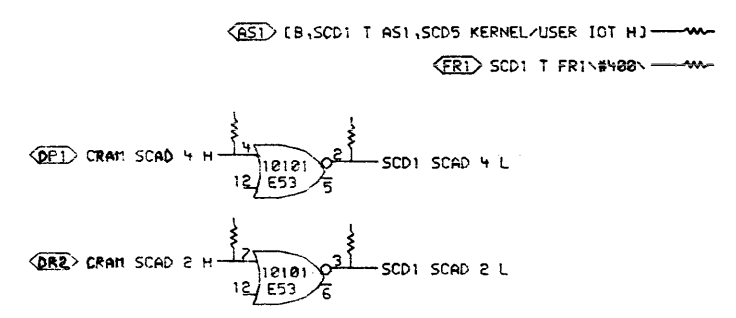 <AS1> [B,SCD1 T AS1,SCD5 KERNEL/USER IOT H]
<FR1> SCD1 T FR1\#400\
<DP1> CRAM SCAD 4 H
4
2
10101
E53
12
5
SCD1 SCAD 4 L
<DR2> CRAM SCAD 2 H
7
3
10101
E53
12
6
SCD1 SCAD 2 L